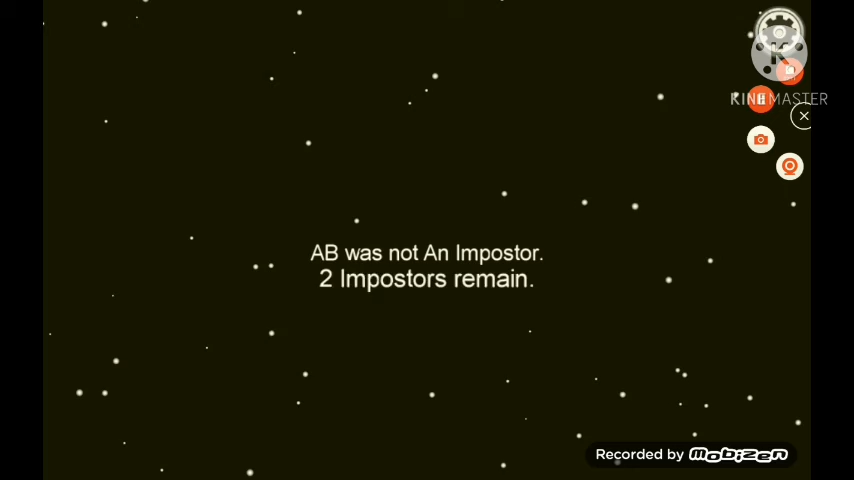 KINEMASTER
AB was not An Impostor.
2 Impostors remain.
Recorded by Mobizen